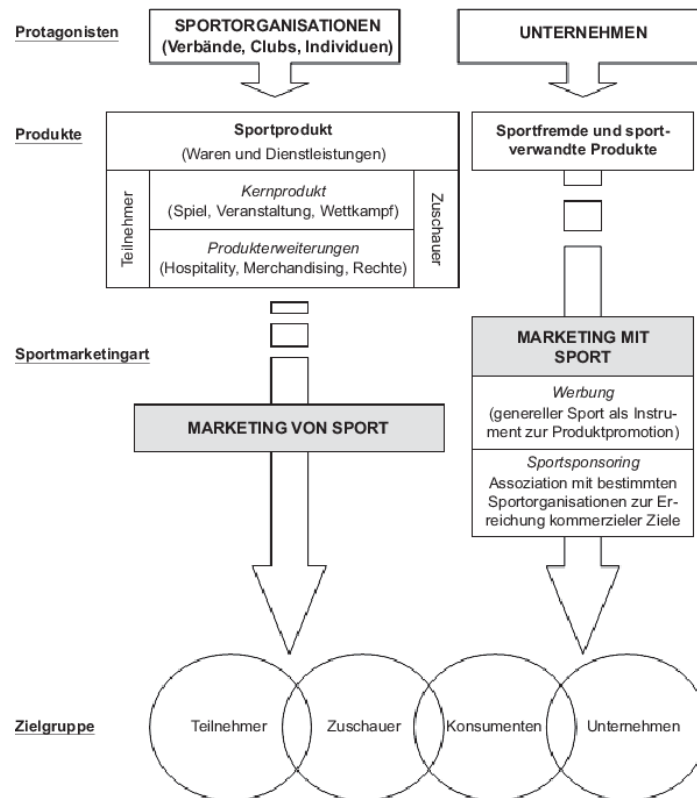 Protagonisten
SPORTORGANISATIONEN
(Verbände, Clubs, Individuen)
UNTERNEHMEN
Produkte
Sportprodukt
(Waren und Dienstleistungen)
Teilnehmer
Kernprodukt
(Spiel, Veranstaltung, Wettkampf)
Produkterweiterungen
(Hospitality, Merchandising, Rechte)
Zuschauer
Sportfremde und sport-
verwandte Produkte
Sportmarketingart
MARKETING VON SPORT
MARKETING MIT
SPORT
Werbung
(genereller Sport als Instru-
ment zur Produktpromotion)
Sportsponsoring
Assoziation mit bestimmten
Sportorganisationen zur Er-
reichung kommerzieler Ziele
Zielgruppe
Teilnehmer
Zuschauer
Konsumenten
Unternehmen